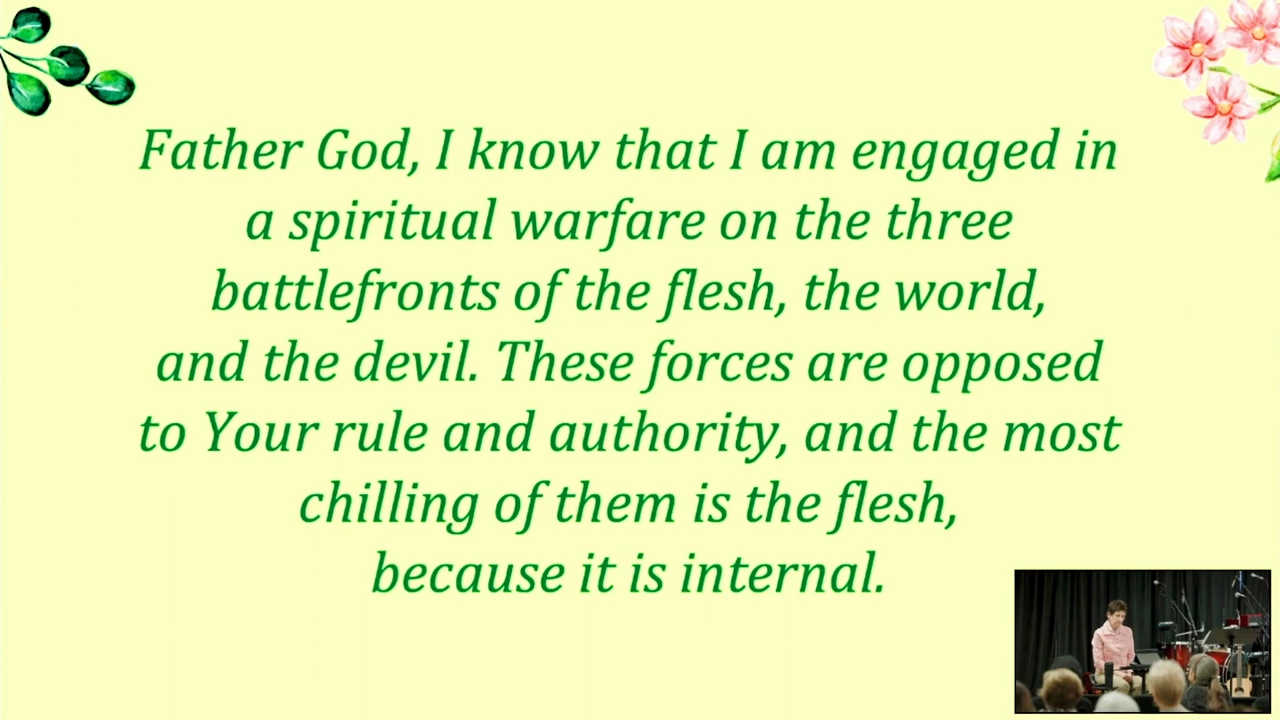 Father God, I know that I am engaged in
a spiritual warfare on the three
battlefronts of the flesh, the world,
and the devil. These forces are opposed
to Your rule and authority, and the most
chilling of them is the flesh,
because it is internal.